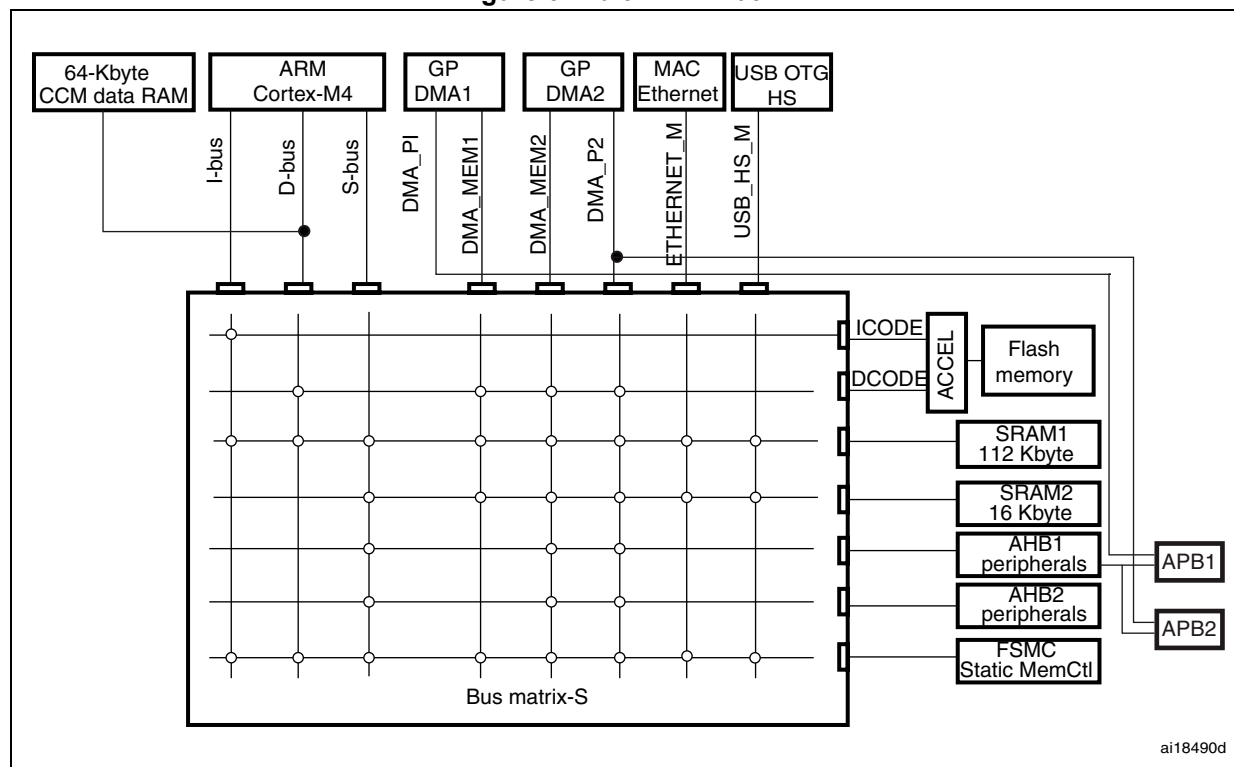 64-Kbyte
CCM data RAM
ARM
Cortex-M4
GP
DMA1
GP
DMA2
MAC
Ethernet
USB OTG
HS
I-bus
D-bus
S-bus
DMA_PI
DMA_MEM1
DMA_MEM2
DMA_P2
ETHERNET_M
USB_HS_M
ICODE
DCODE
ACCEL
Flash
memory
SRAM1
112 Kbyte
SRAM2
16 Kbyte
AHB1
peripherals
AHB2
peripherals
FSMC
Static MemCtl
APB1
APB2
Bus matrix-S
ai18490d